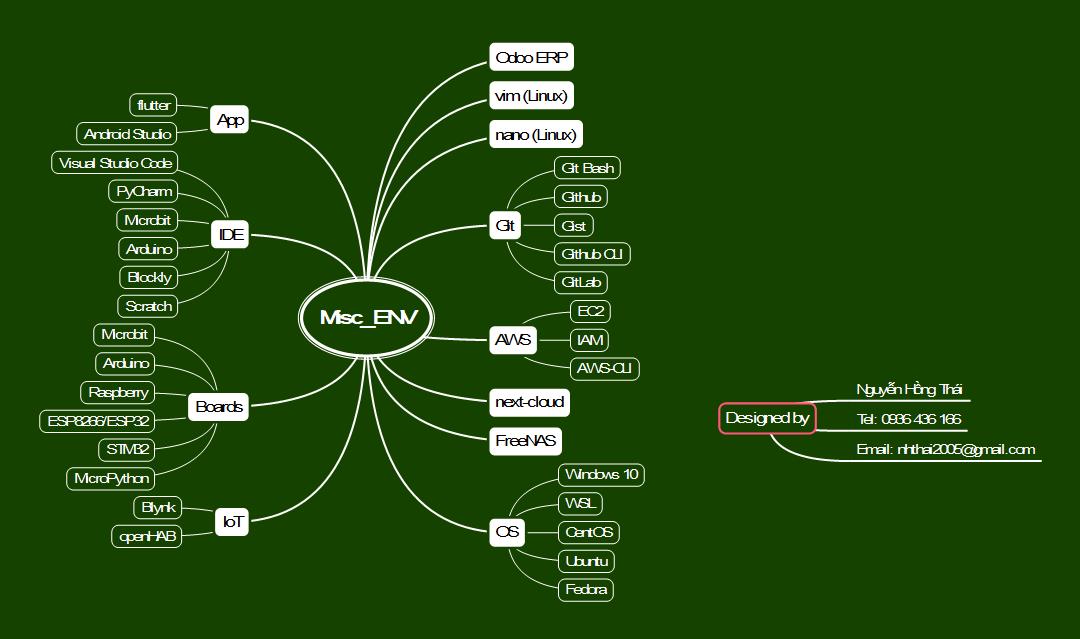 Misc_ENV
Odoo ERP
vim (Linux)
nano (Linux)
Git
Git Bash
Github
Gist
Github CLI
GitLab
AWS
EC2
IAM
AWS-CLI
next-cloud
FreeNAS
OS
Windows 10
WSL
CentOS
Ubuntu
Fedora
App
flutter
Android Studio
IDE
Visual Studio Code
PyCharm
Microbit
Arduino
Blockly
Scratch
Boards
Microbit
Arduino
Raspberry
ESP8266/ESP32
STM32
MicroPython
IoT
Blynk
openHAB
Designed by
Nguyễn Hồng Thái
Tel: 0936 436 166
Email: nhthai2005@gmail.com